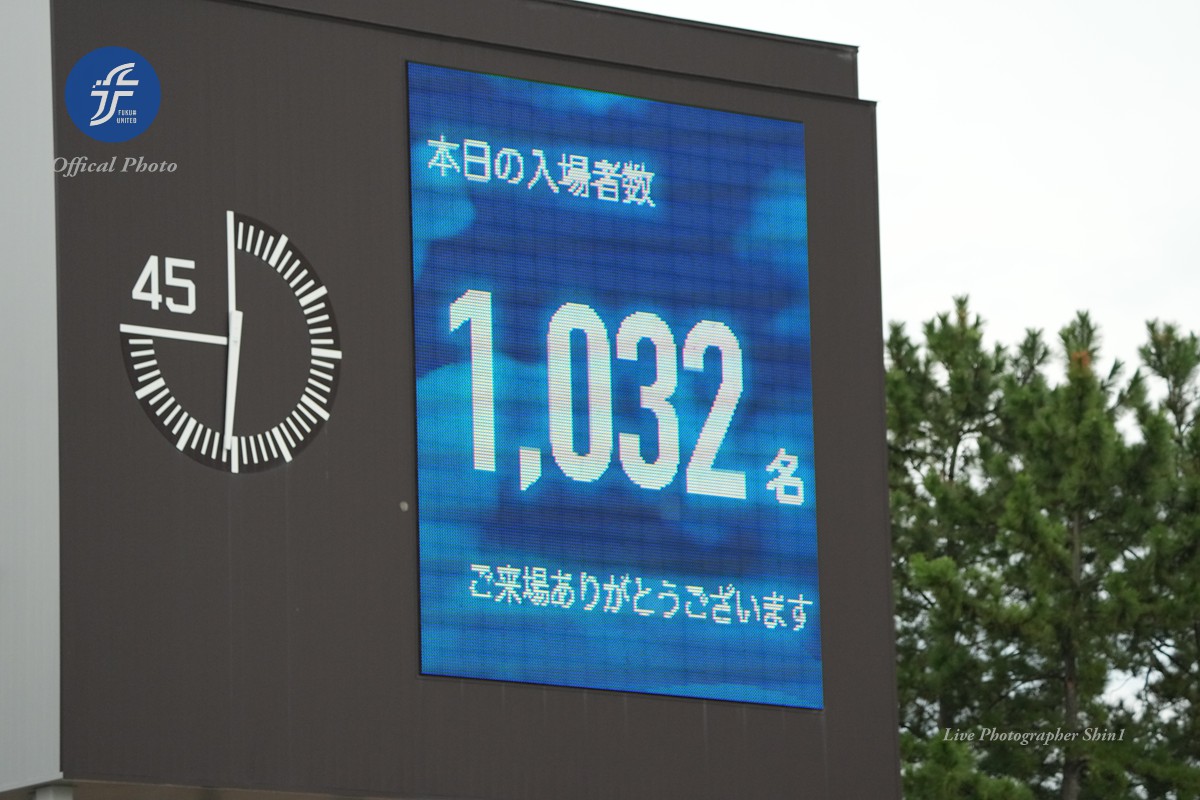 FUKUI
UNITED
Offical Photo
本日の入場者数
45
1,032名
ご来場ありがとうございます
Live Photographer Shin1